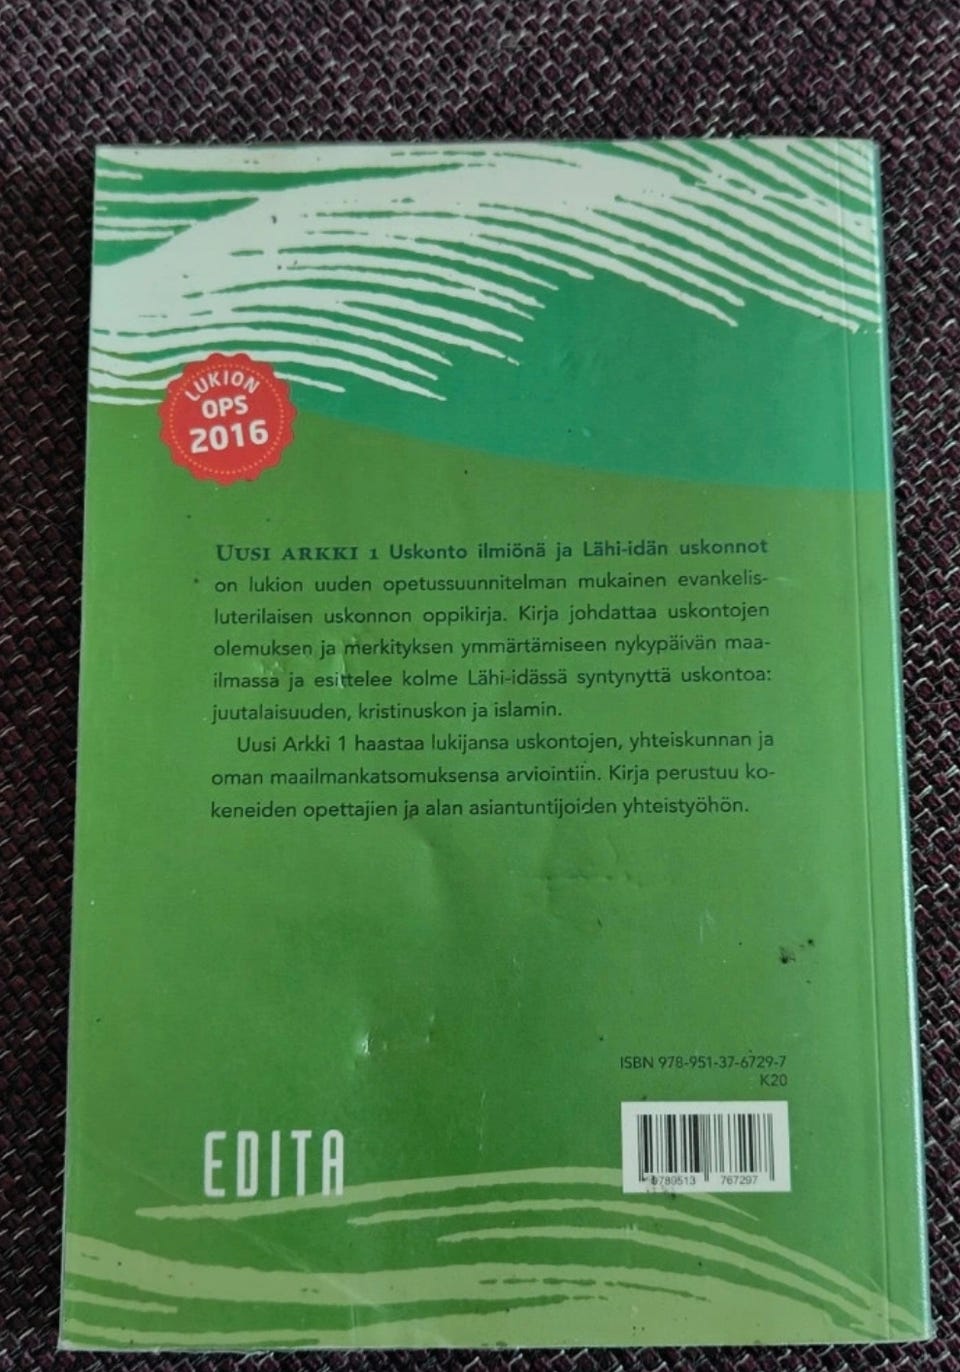 LUKION
OPS
2016
UUSI ARKKI 1 Uskonto ilmiönä ja Lähi-idän uskonnot
on lukion uuden opetussuunnitelman mukainen evankelis-
luterilaisen uskonnon oppikirja. Kirja johdattaa uskontojen
olemuksen ja merkityksen ymmärtämiseen nykypäivän maa-
ilmassa ja esittelee kolme Lähi-idässä syntynyttä uskontoa:
juutalaisuuden, kristinuskon ja islamin.
Uusi Arkki 1 haastaa lukijansa uskontojen, yhteiskunnan ja
oman maailmankatsomuksensa arviointiin. Kirja perustuu ko-
keneiden opettajien ja alan asiantuntijoiden yhteistyöhön.
ISBN 978-951-37-6729-7
K20
EDITA
9789513 767297